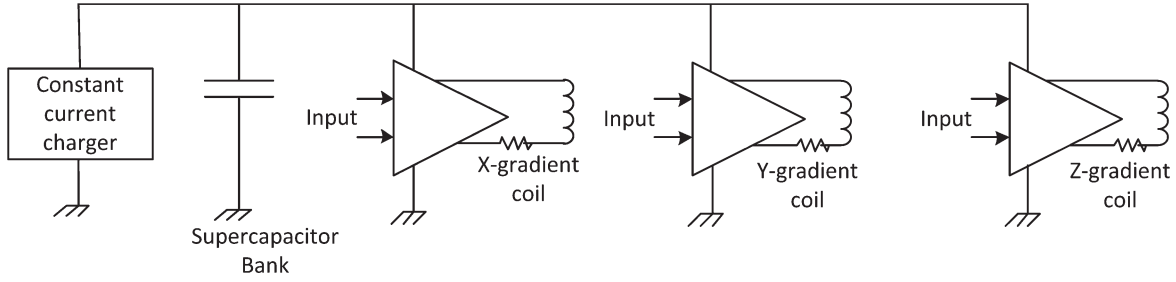 Constant
current
charger
Supercapacitor
Bank
Input
X-gradient
coil
Input
Y-gradient
coil
Input
Z-gradient
coil